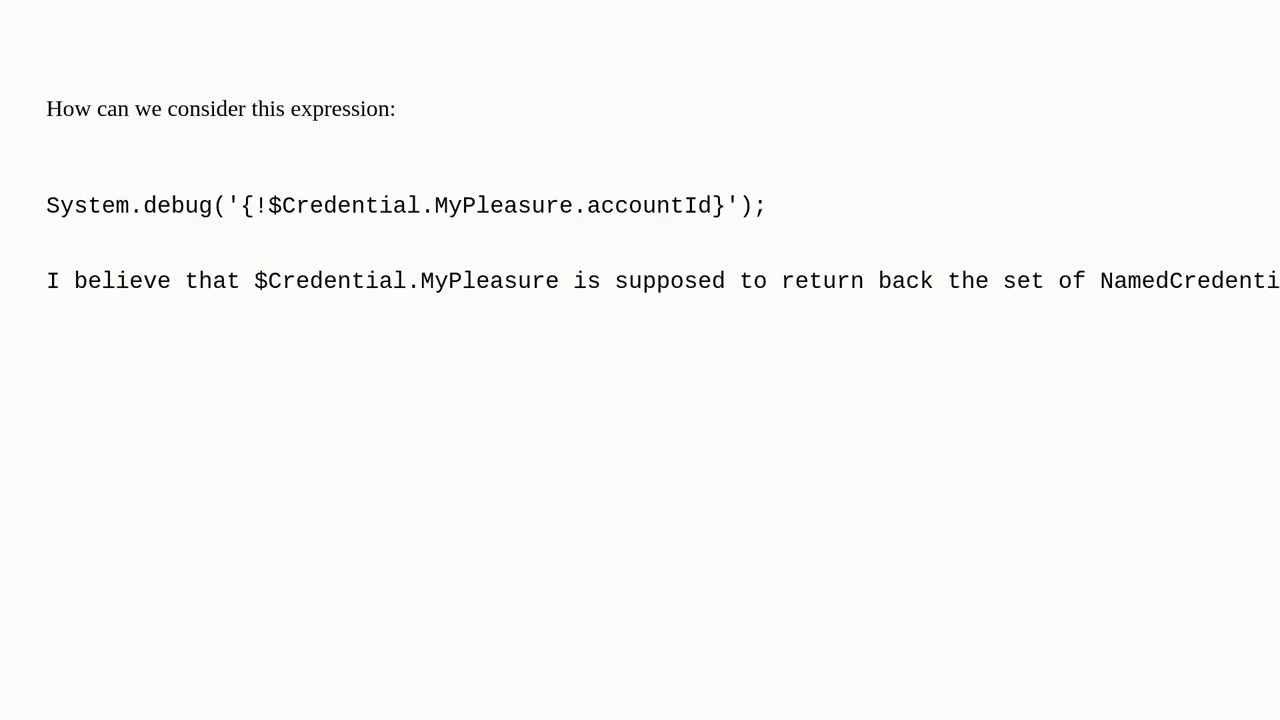 How can we consider this expression:
System.debug('{!$Credential.MyPleasure.accountId}');
I believe that $Credential.MyPleasure is supposed to return back the set of NamedCredenti